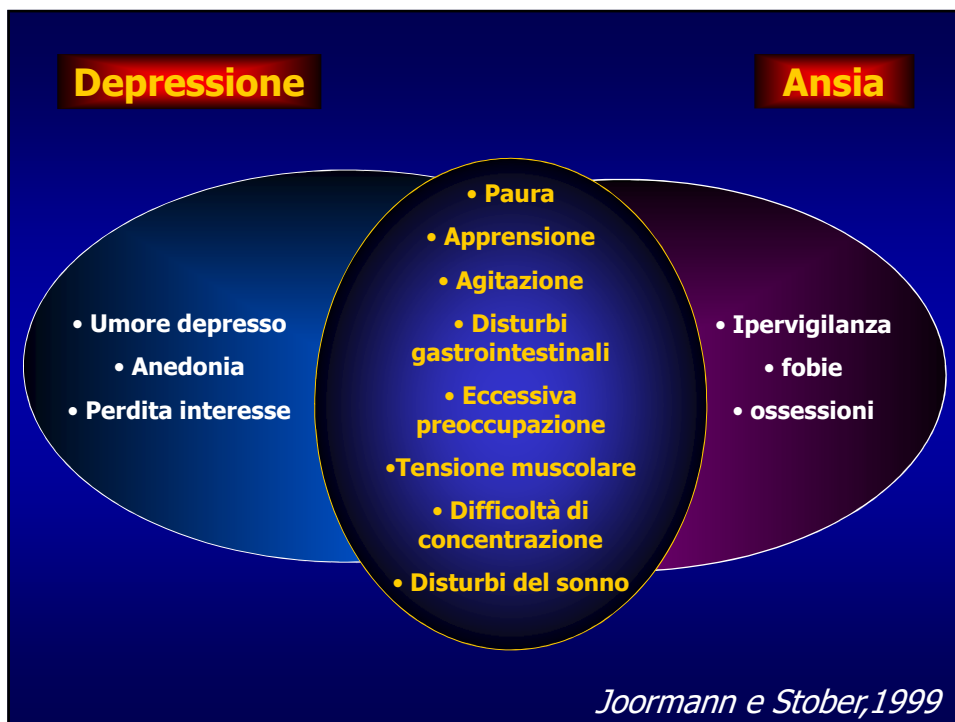 Depressione
Ansia
• Umore depresso
• Anedonia
• Perdita interesse
• Paura
• Apprensione
• Agitazione
• Disturbi
gastrointestinali
• Eccessiva
preoccupazione
•Tensione muscolare
• Difficoltà di
concentrazione
• Disturbi del sonno
• Ipervigilanza
• fobie
• ossessioni
Joormann e Stober,1999